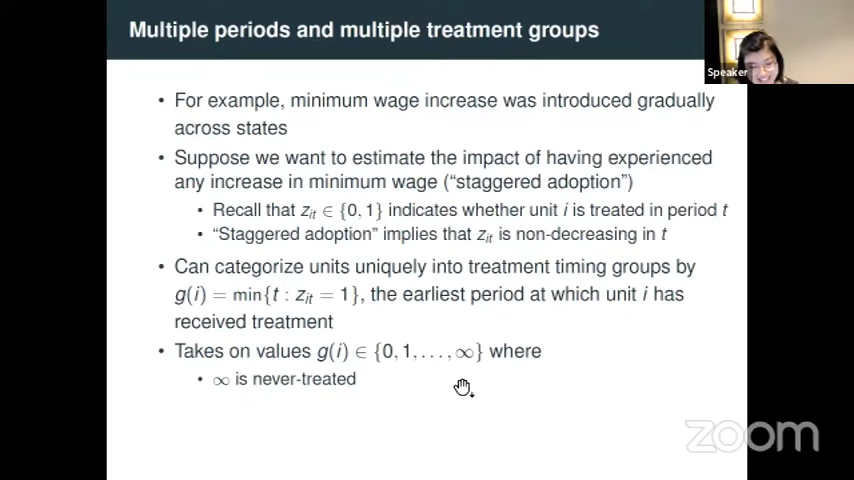 Multiple periods and multiple treatment groups
Speaker
• For example, minimum wage increase was introduced gradually
across states
• Suppose we want to estimate the impact of having experienced
any increase in minimum wage (“staggered adoption”)
• Recall that z_it ∈ {0, 1} indicates whether unit i is treated in period t
• “Staggered adoption” implies that z_it is non-decreasing in t
• Can categorize units uniquely into treatment timing groups by
g(i) = min{t : z_it = 1}, the earliest period at which unit i has
received treatment
• Takes on values g(i) ∈ {0, 1, . . . , ∞} where
• ∞ is never-treated
zoom